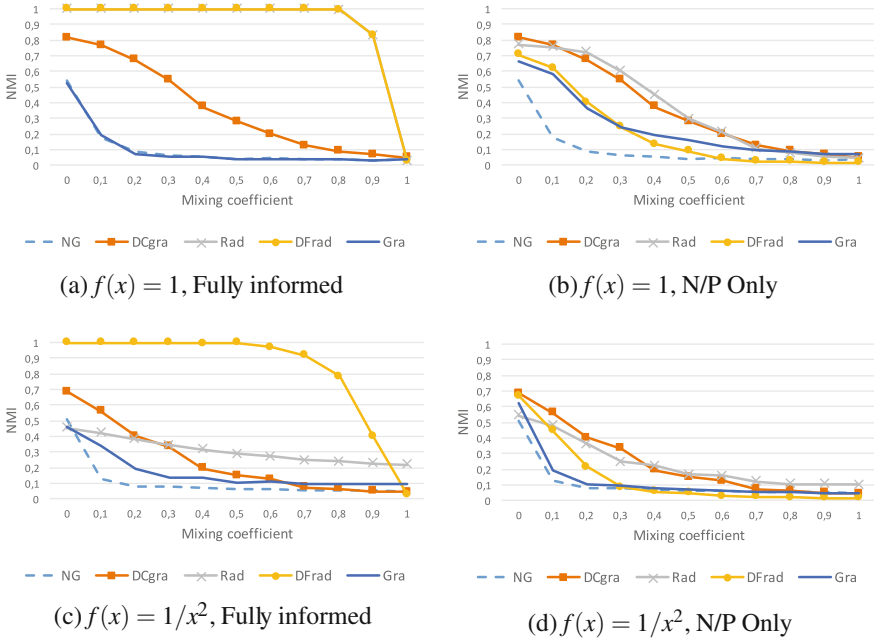 NMI
1
0,9
0,8
0,7
0,6
0,5
0,4
0,3
0,2
0,1
0
0 0,1 0,2 0,3 0,4 0,5 0,6 0,7 0,8 0,9 1
Mixing coefficient
NG DCgra Rad DFrad Gra
(a) f(x) = 1, Fully informed
NMI
1
0,9
0,8
0,7
0,6
0,5
0,4
0,3
0,2
0,1
0
0 0,1 0,2 0,3 0,4 0,5 0,6 0,7 0,8 0,9 1
Mixing coefficient
NG DCgra Rad DFrad Gra
(b) f(x) = 1, N/P Only
NMI
1
0,9
0,8
0,7
0,6
0,5
0,4
0,3
0,2
0,1
0
0 0,1 0,2 0,3 0,4 0,5 0,6 0,7 0,8 0,9 1
Mixing coefficient
NG DCgra Rad DFrad Gra
(c) f(x) = 1/x², Fully informed
NMI
1
0,9
0,8
0,7
0,6
0,5
0,4
0,3
0,2
0,1
0
0 0,1 0,2 0,3 0,4 0,5 0,6 0,7 0,8 0,9 1
Mixing coefficient
NG DCgra Rad DFrad Gra
(d) f(x) = 1/x², N/P Only